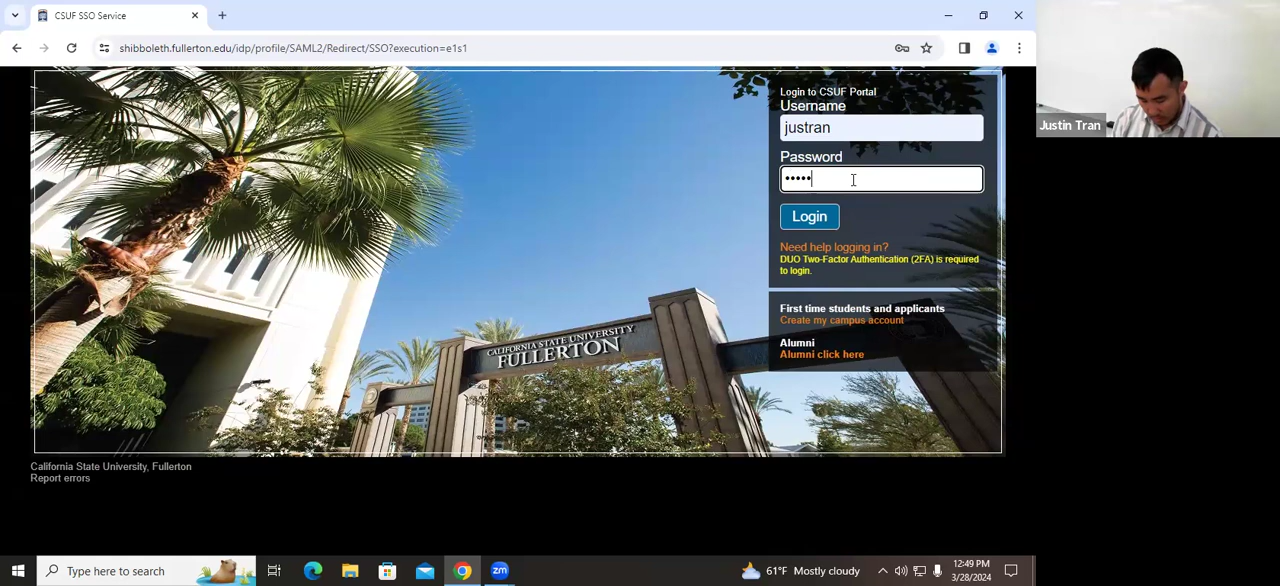 CSUF SSO Service
shibboleth.fullerton.edu/idp/profile/SAML2/Redirect/SSO?execution=e1s1
Login to CSUF Portal
Username
justran
Password
•••••
Login
Need help logging in?
DUO Two-Factor Authentication (2FA) is required
to login.
First time students and applicants
Create my campus account
Alumni
Alumni click here
CALIFORNIA STATE UNIVERSITY
FULLERTON
California State University, Fullerton
Report errors
Justin Tran
Type here to search
zm
61°F Mostly cloudy
12:49 PM
3/28/2024